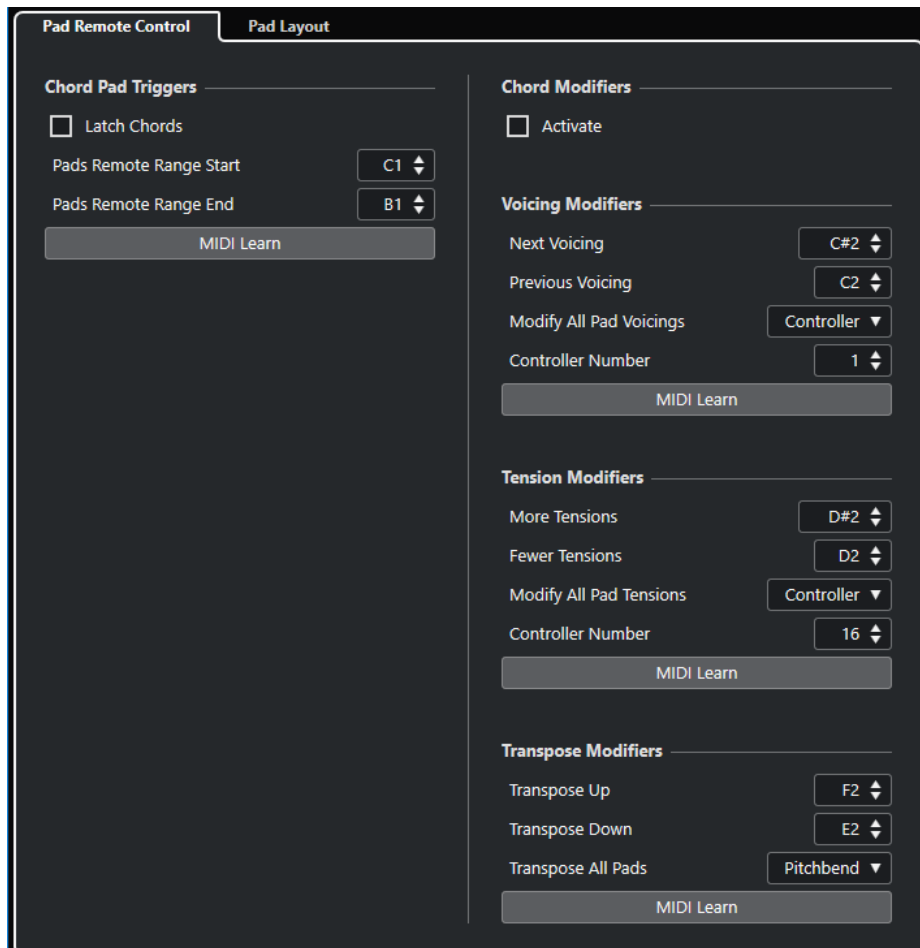 Pad Remote Control
Pad Layout
Chord Pad Triggers
Latch Chords
Pads Remote Range Start C1
Pads Remote Range End B1
MIDI Learn
Chord Modifiers
Activate
Voicing Modifiers
Next Voicing C#2
Previous Voicing C2
Modify All Pad Voicings Controller
Controller Number 1
MIDI Learn
Tension Modifiers
More Tensions D#2
Fewer Tensions D2
Modify All Pad Tensions Controller
Controller Number 16
MIDI Learn
Transpose Modifiers
Transpose Up F2
Transpose Down E2
Transpose All Pads Pitchbend
MIDI Learn